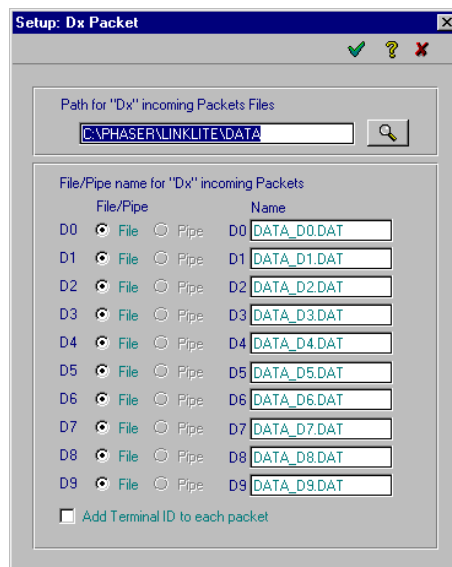 Setup: Dx Packet
Path for "Dx" incoming Packets Files
C:\PHASER\LINKLITE\DATA
File/Pipe name for "Dx" incoming Packets
File/Pipe Name
D0 File Pipe D0 DATA_D0.DAT
D1 File Pipe D1 DATA_D1.DAT
D2 File Pipe D2 DATA_D2.DAT
D3 File Pipe D3 DATA_D3.DAT
D4 File Pipe D4 DATA_D4.DAT
D5 File Pipe D5 DATA_D5.DAT
D6 File Pipe D6 DATA_D6.DAT
D7 File Pipe D7 DATA_D7.DAT
D8 File Pipe D8 DATA_D8.DAT
D9 File Pipe D9 DATA_D9.DAT
Add Terminal ID to each packet